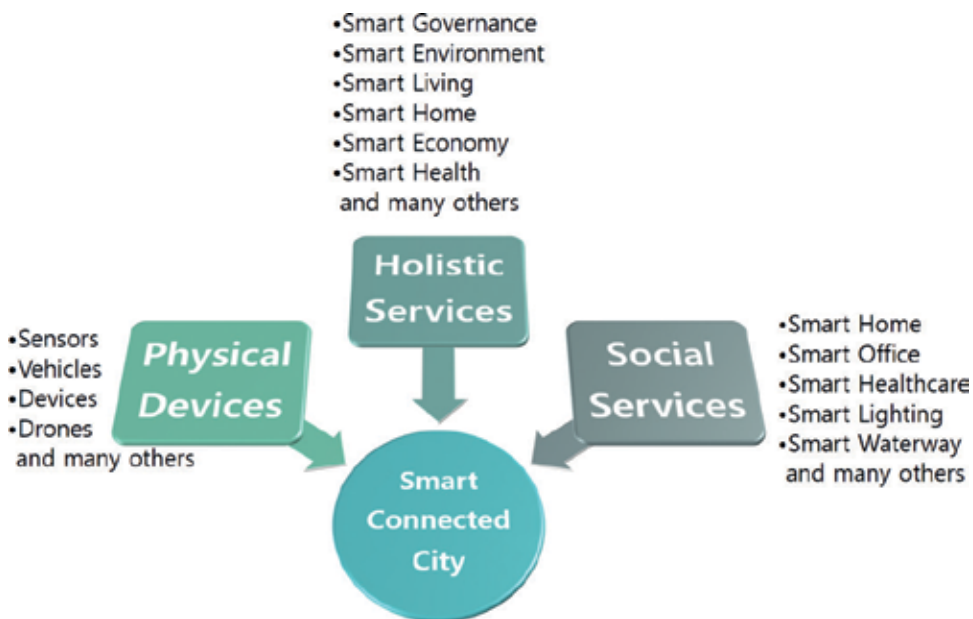 •Smart Governance
•Smart Environment
•Smart Living
•Smart Home
•Smart Economy
•Smart Health
and many others
Holistic
Services
•Sensors
•Vehicles
•Devices
•Drones
and many others
Physical
Devices
Social
Services
•Smart Home
•Smart Office
•Smart Healthcare
•Smart Lighting
•Smart Waterway
and many others
Smart
Connected
City